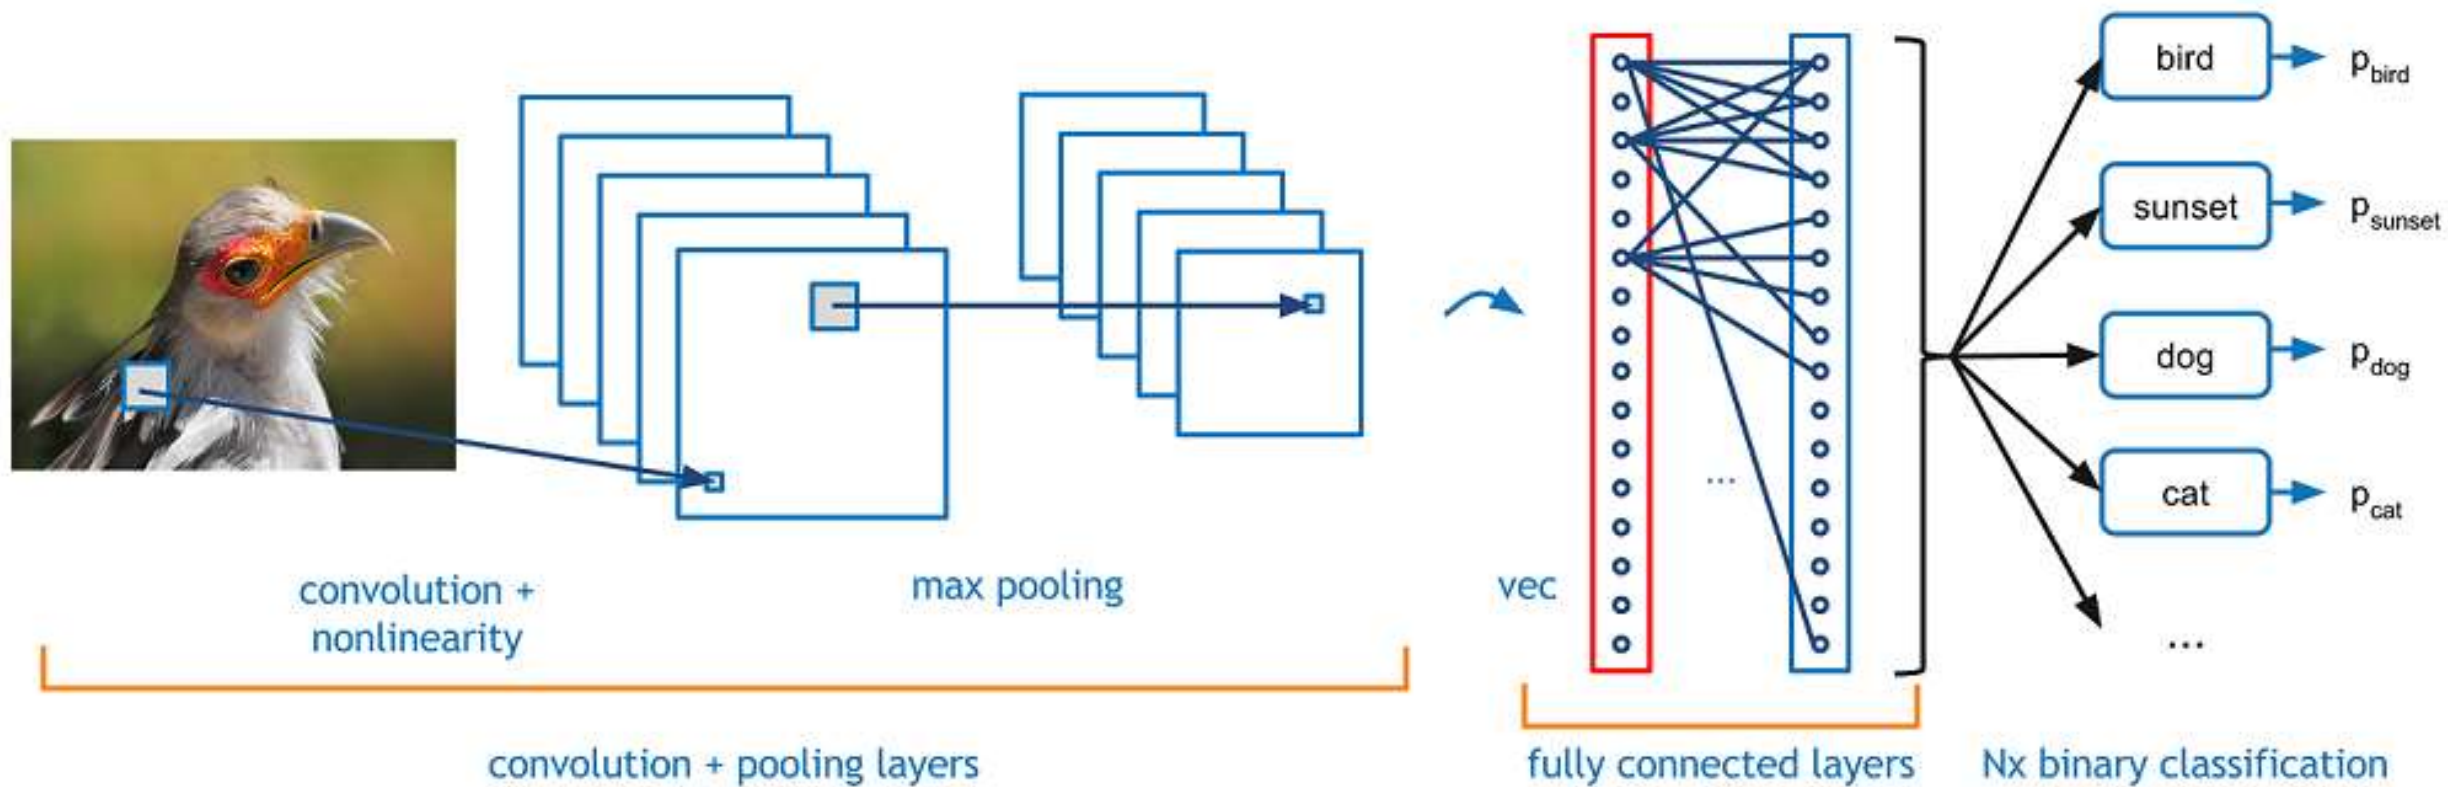 bird
p_bird
sunset
p_sunset
dog
p_dog
cat
p_cat
...
...
convolution +
nonlinearity
max pooling
vec
convolution + pooling layers
fully connected layers
Nx binary classification